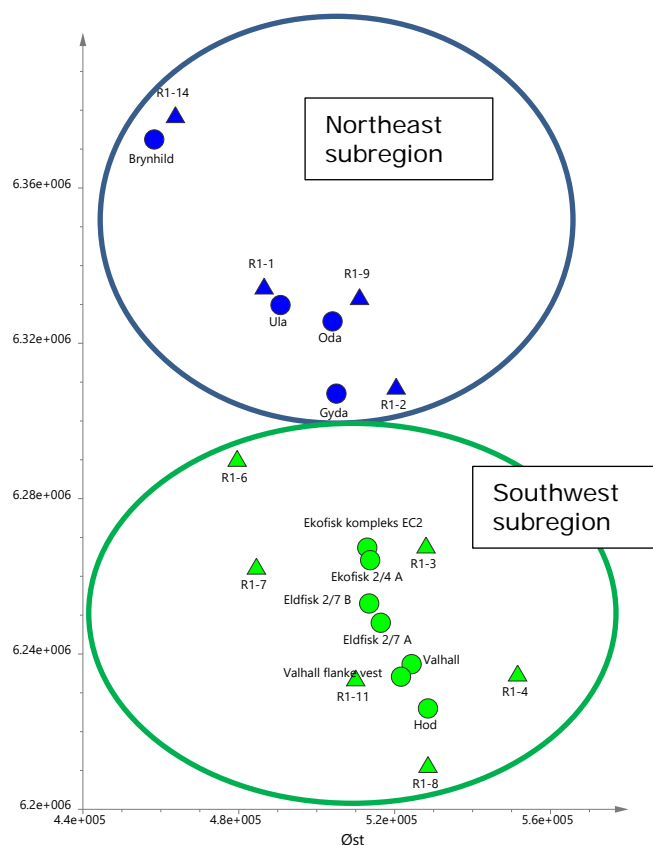 R1-14
Northeast
subregion
Brynhild
6.36e+006
R1-1
R1-9
Ula
Oda
6.32e+006
R1-2
Gyda
6.28e+006
R1-6
Southwest
subregion
Ekofisk kompleks EC2
R1-3
R1-7
Ekofisk 2/4 A
Eldfisk 2/7 B
Eldfisk 2/7 A
6.24e+006
Valhall
Valhall flanke vest
R1-11
R1-4
Hod
R1-8
6.2e+006
4.4e+005
4.8e+005
5.2e+005
5.6e+005
Øst